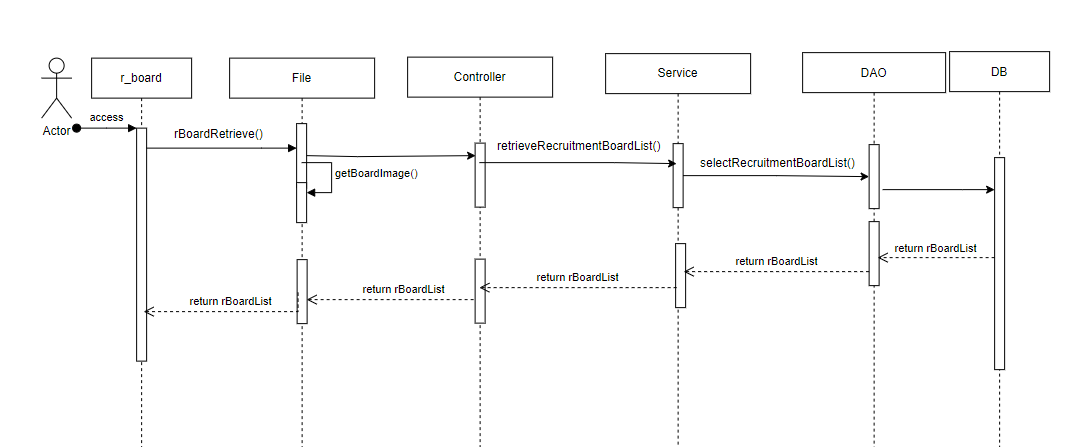 r_board
File
Controller
Service
DAO
DB
Actor
access
rBoardRetrieve()
getBoardImage()
retrieveRecruitmentBoardList()
selectRecruitmentBoardList()
return rBoardList
return rBoardList
return rBoardList
return rBoardList
return rBoardList